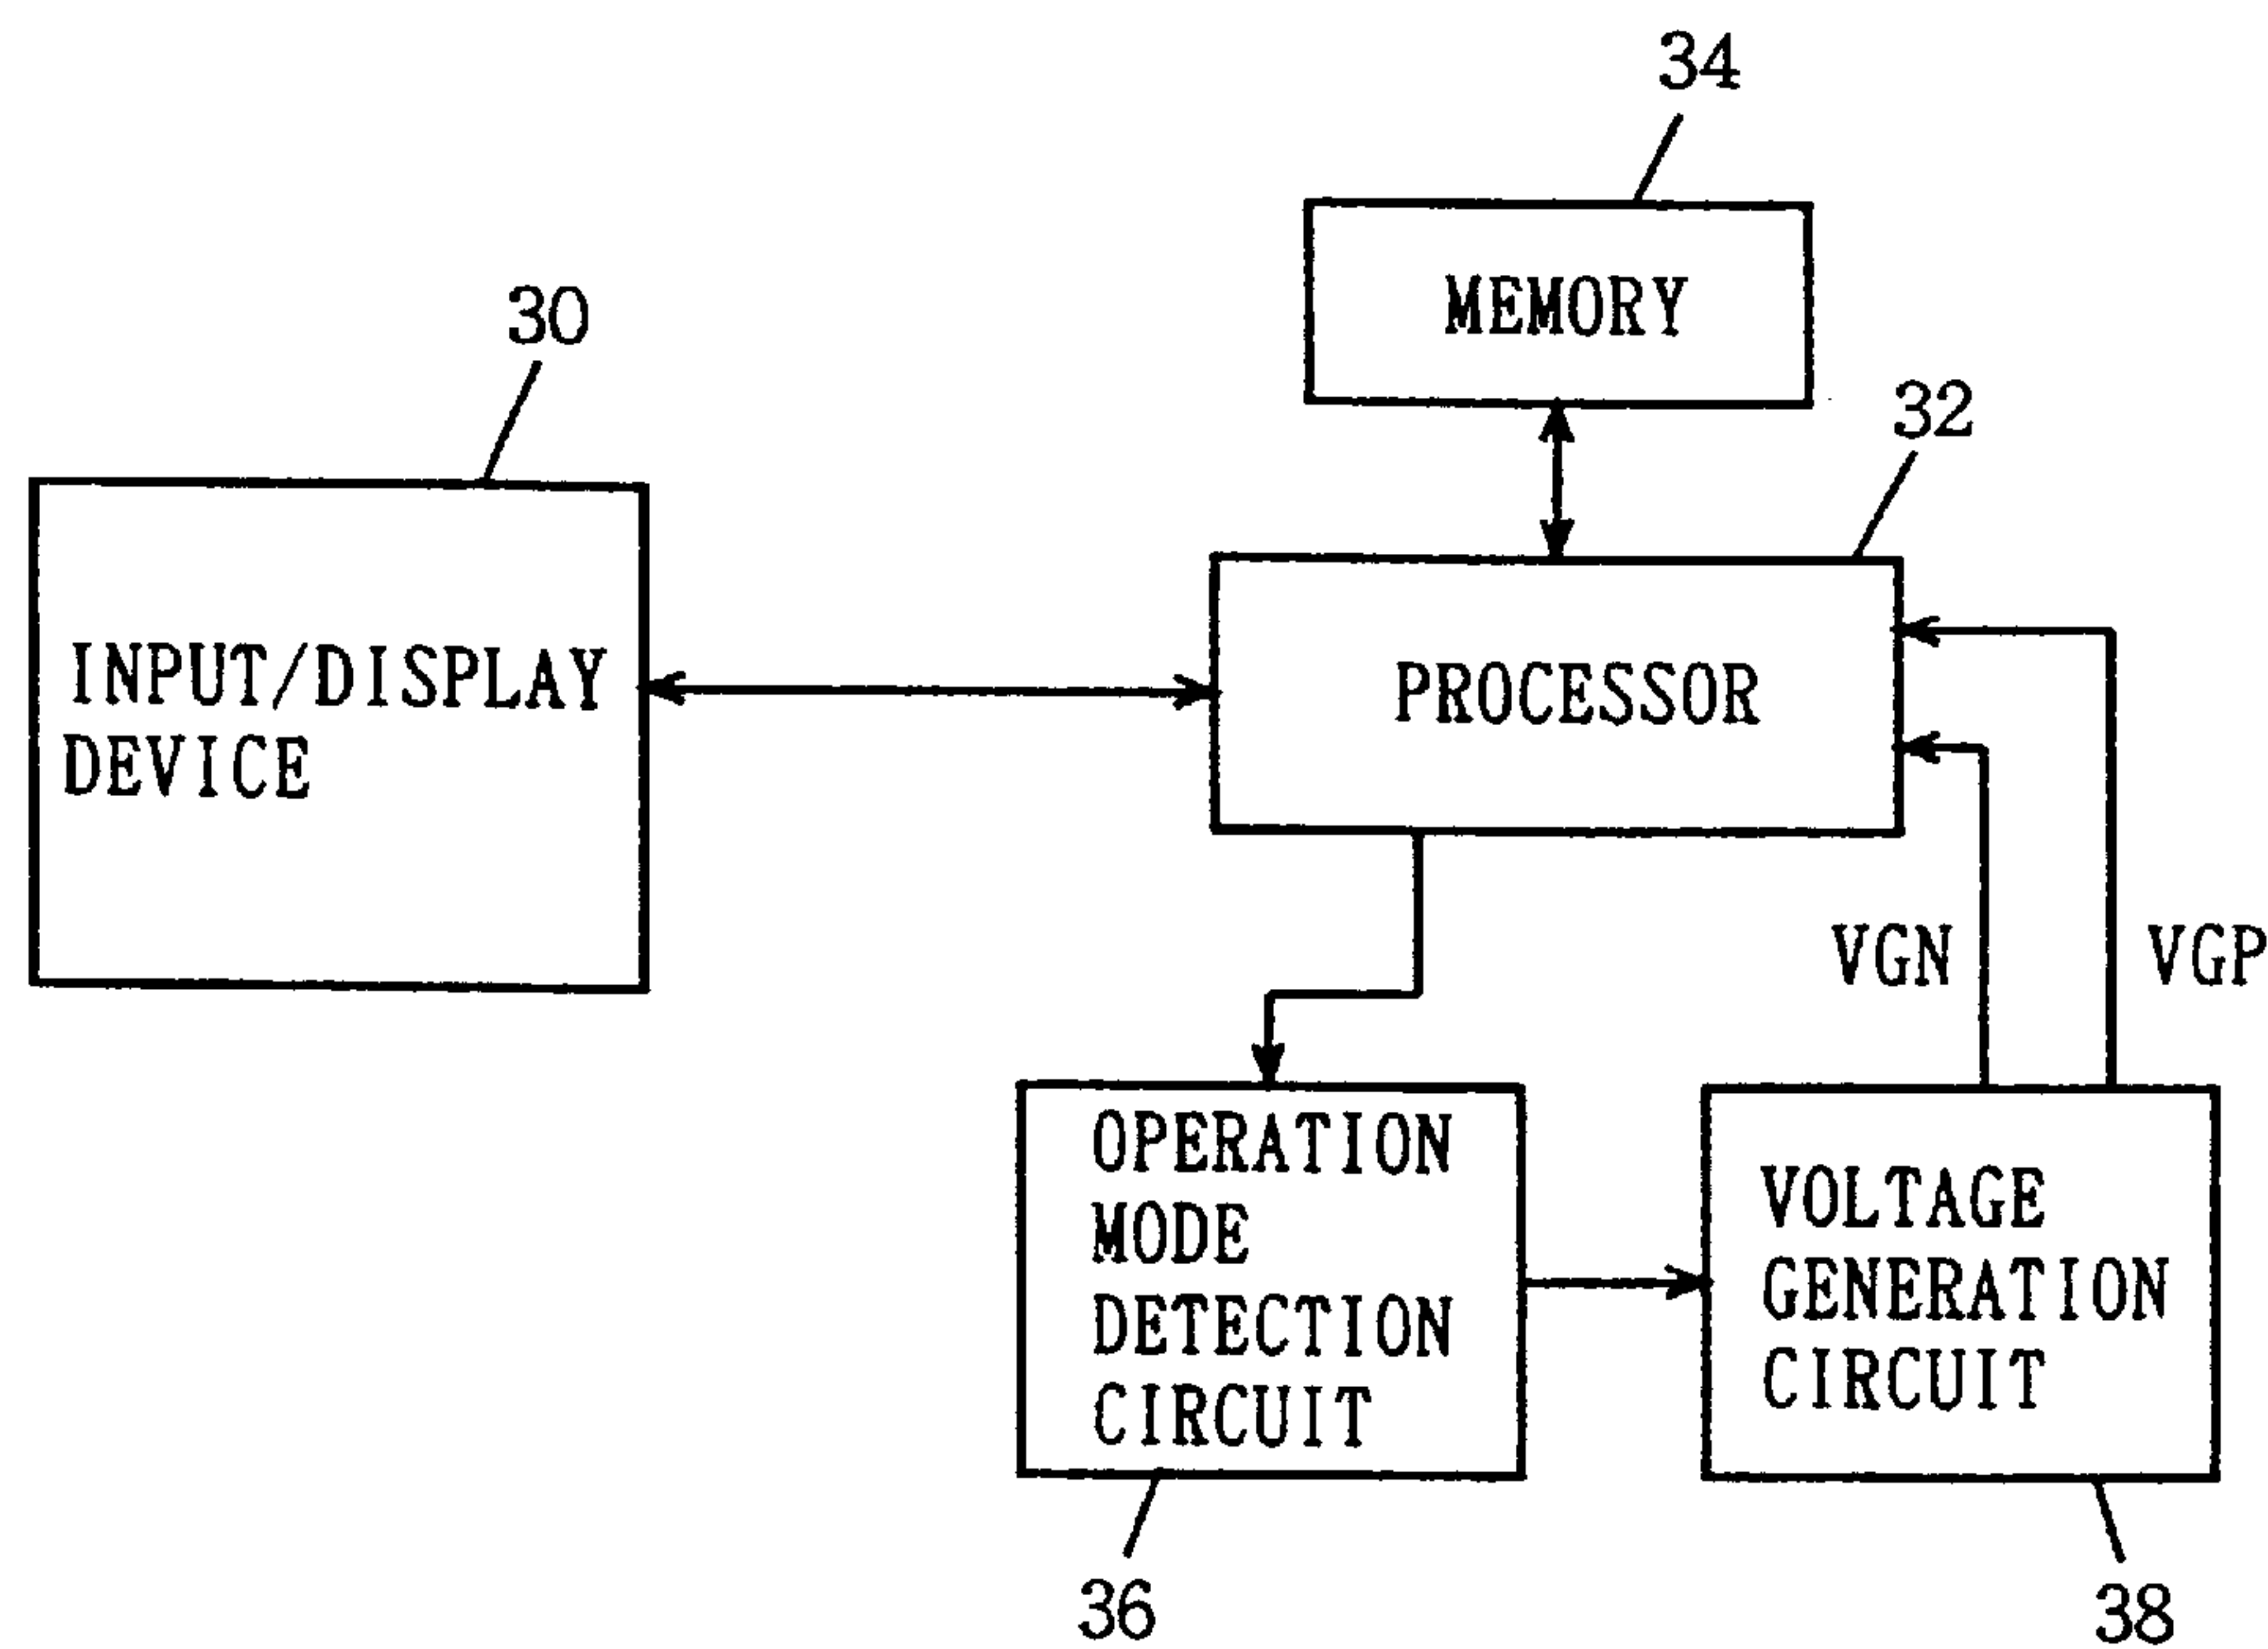 34
MEMORY
30
32
INPUT/DISPLAY
DEVICE
PROCESSOR
VGN
VGP
OPERATION
MODE
DETECTION
CIRCUIT
VOLTAGE
GENERATION
CIRCUIT
36
38